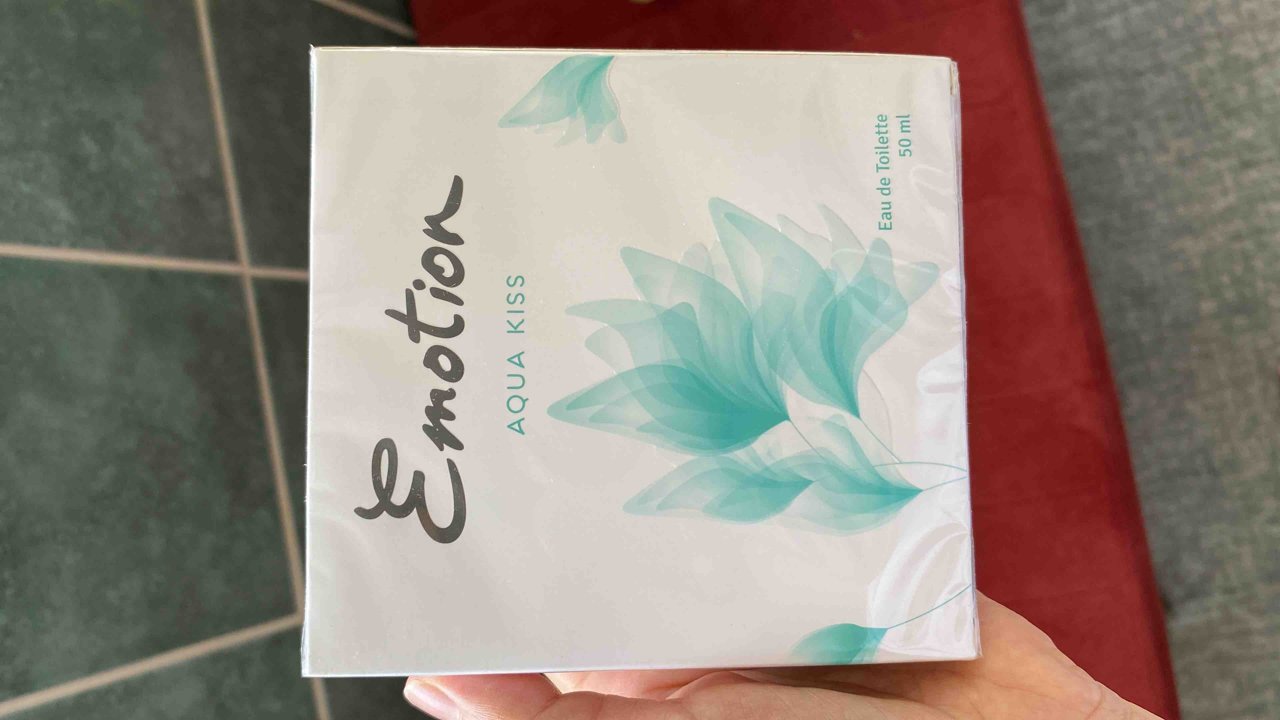 Emotion
AQUA KISS
Eau de Toilette
50 ml